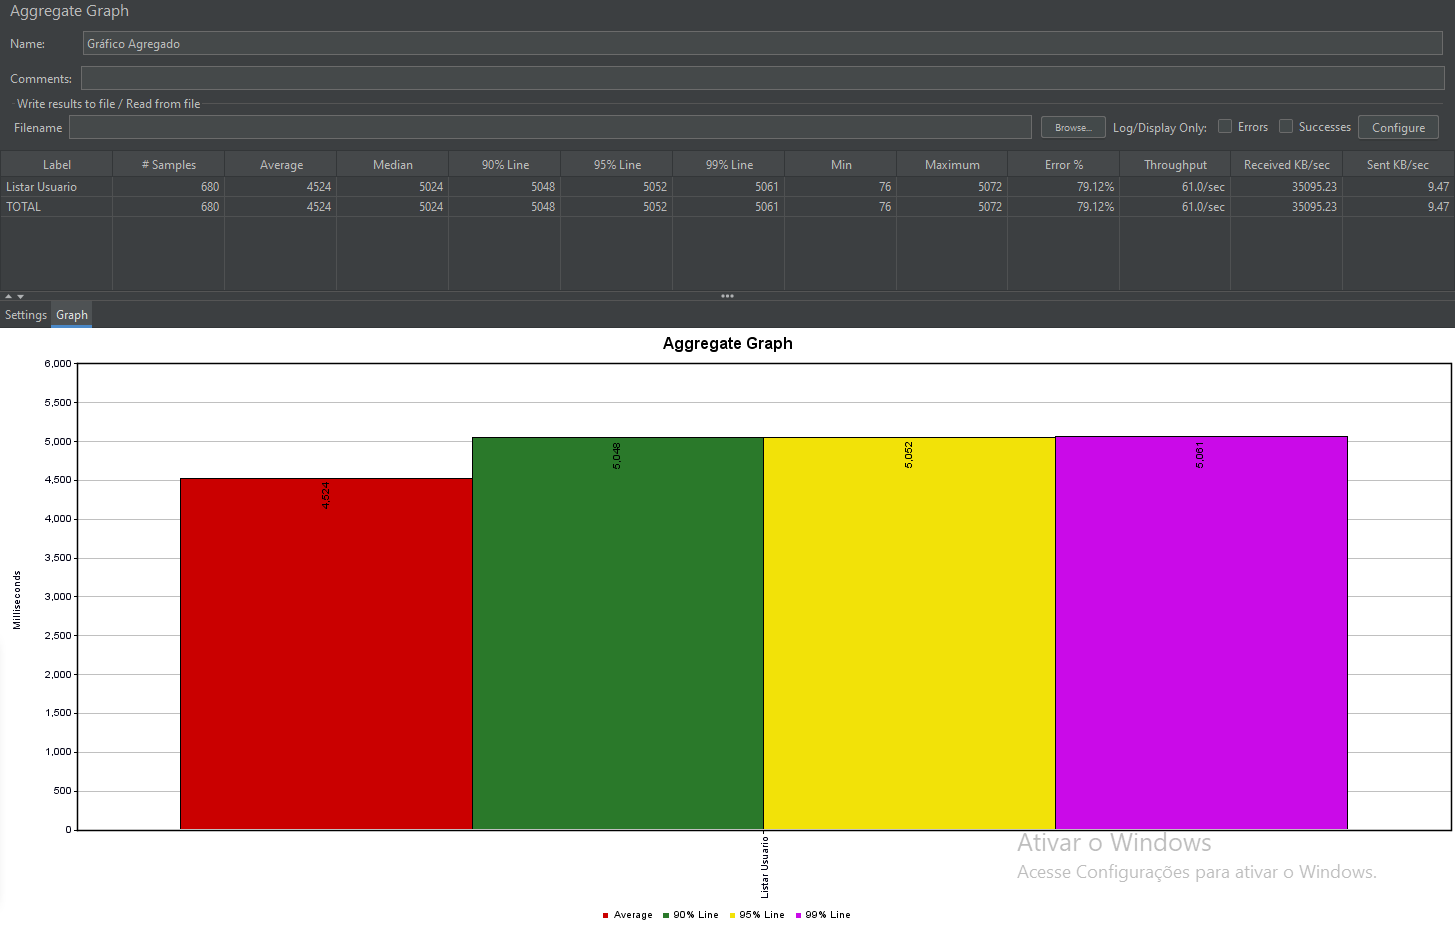 Aggregate Graph
Name: Gráfico Agregado
Comments:
Write results to file / Read from file
Filename Browse... Log/Display Only: Errors Successes Configure
Label # Samples Average Median 90% Line 95% Line 99% Line Min Maximum Error % Throughput Received KB/sec Sent KB/sec
Listar Usuario 680 4524 5024 5048 5052 5061 76 5072 79.12% 61.0/sec 35095.23 9.47
TOTAL 680 4524 5024 5048 5052 5061 76 5072 79.12% 61.0/sec 35095.23 9.47
Settings Graph
Aggregate Graph
6,000
5,500
5,000
4,500
4,000
3,500
3,000
2,500
2,000
1,500
1,000
500
0
Milliseconds
4,524
5,048
5,052
5,061
Listar Usuario
Ativar o Windows
Acesse Configurações para ativar o Windows.
Average 90% Line 95% Line 99% Line